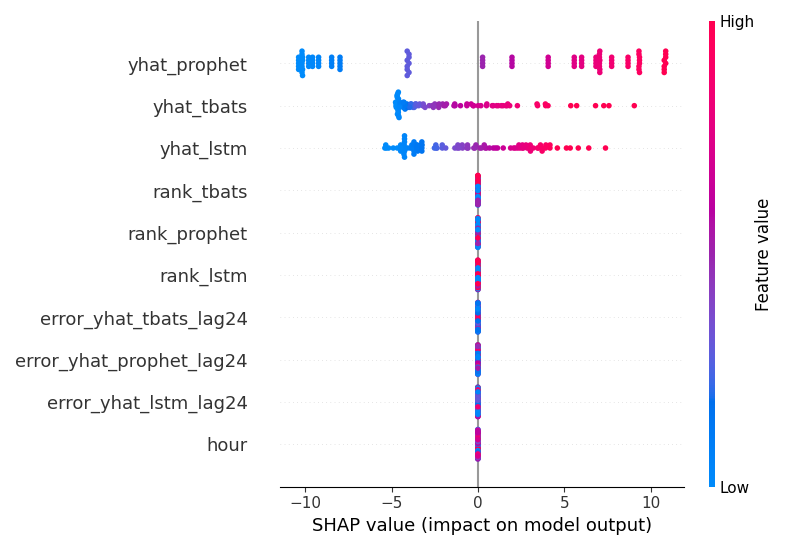 High
yhat_prophet
yhat_tbats
yhat_lstm
rank_tbats
rank_prophet
rank_lstm
error_yhat_tbats_lag24
error_yhat_prophet_lag24
error_yhat_lstm_lag24
hour
Feature value
Low
−10 −5 0 5 10
SHAP value (impact on model output)